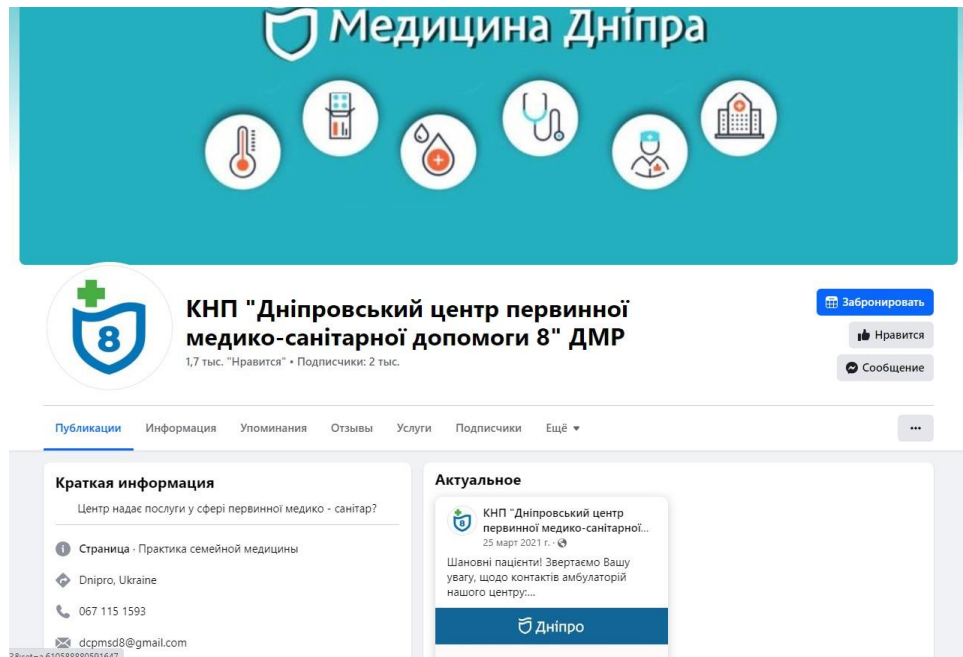 Медицина Дніпра
8
КНП "Дніпровський центр первинної
медико-санітарної допомоги 8" ДМР
1,7 тыс. "Нравится" • Подписчики: 2 тыс.
Забронировать
Нравится
Сообщение
Публикации Информация Упоминания Отзывы Услуги Подписчики Ещё ▾ ...
Краткая информация
Центр надає послуги у сфері первинної медико - санітар?
Страница · Практика семейной медицины
Dnipro, Ukraine
067 115 1593
dcpmsd8@gmail.com
Актуальное
8
КНП "Дніпровський центр
первинної медико-санітарної...
25 март 2021 г. ·
Шановні пацієнти! Звертаємо Вашу
увагу, щодо контактів амбулаторій
нашого центру:...
Дніпро